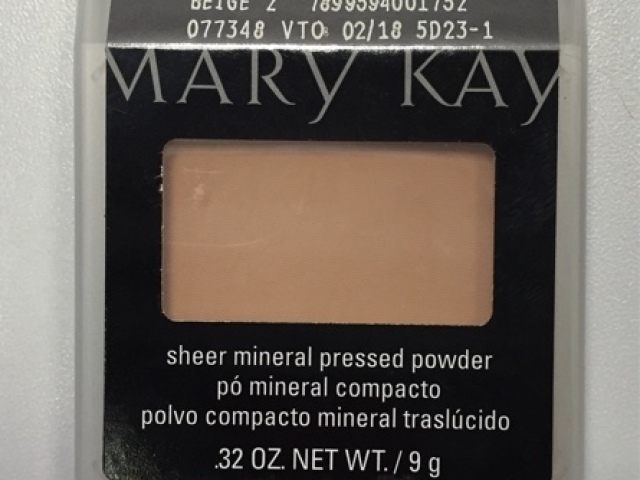 BEIGE 2 7899594001752
077348 VTO: 02/18 5D23-1
MARY KAY
sheer mineral pressed powder
pó mineral compacto
polvo compacto mineral traslúcido
.32 OZ. NET WT. / 9 g